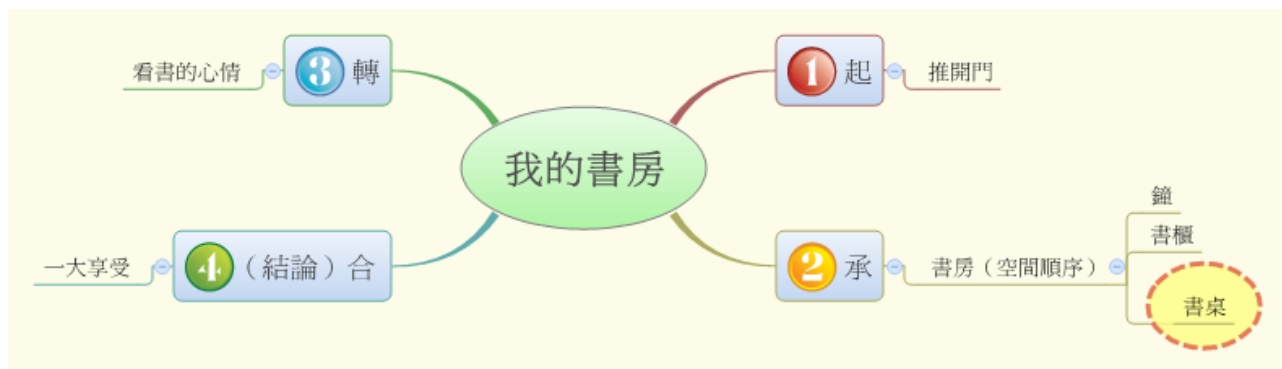 我的書房
1 起
推開門
2 承
書房（空間順序）
鐘
書櫃
書桌
3 轉
看書的心情
4 （結論）合
一大享受